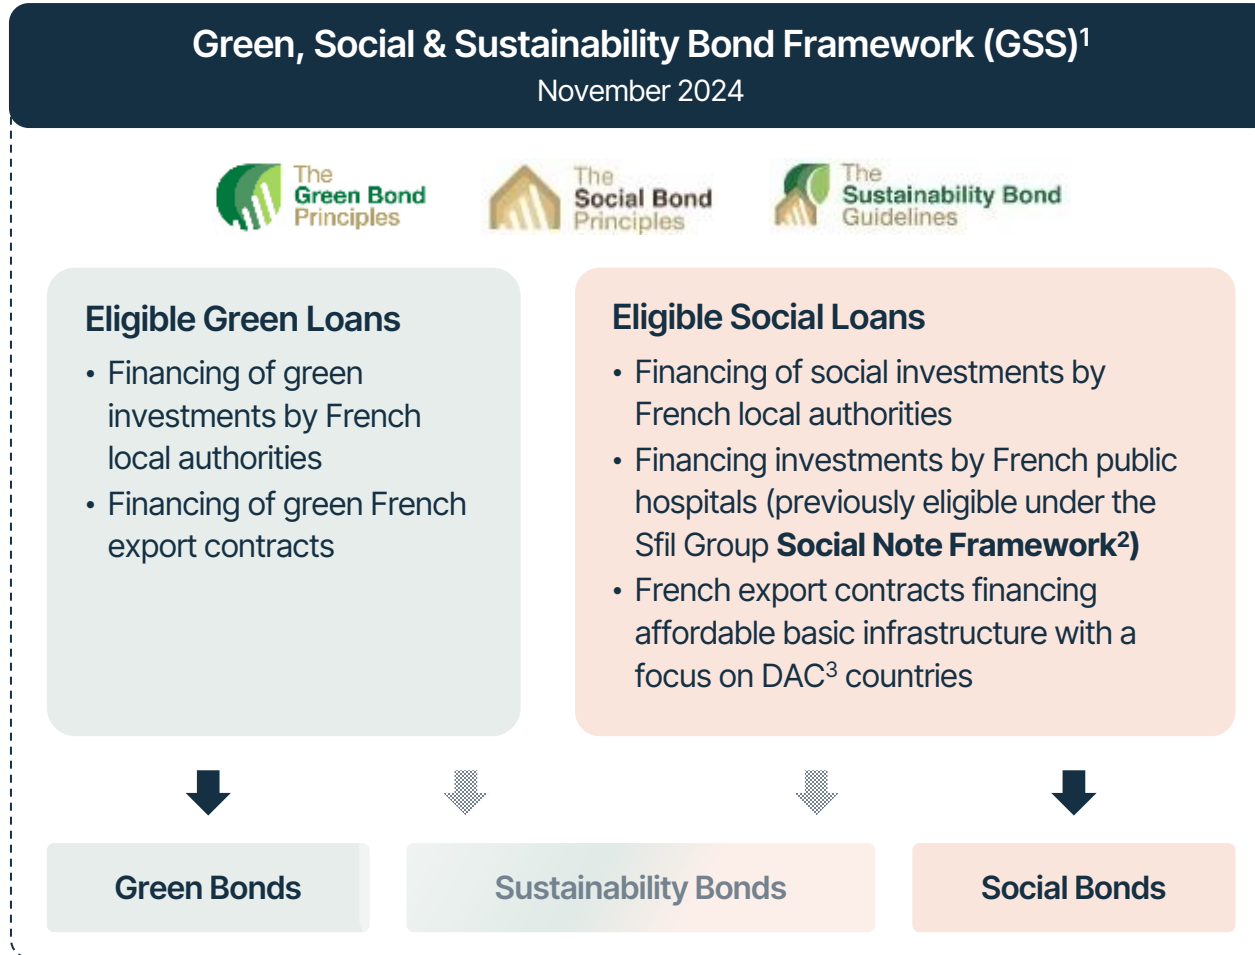 Green, Social & Sustainability Bond Framework (GSS)¹
November 2024
The
Green Bond
Principles
The
Social Bond
Principles
The
Sustainability Bond
Guidelines
Eligible Green Loans
• Financing of green
investments by French
local authorities
• Financing of green French
export contracts
Eligible Social Loans
• Financing of social investments by
French local authorities
• Financing investments by French public
hospitals (previously eligible under the
Sfil Group Social Note Framework²)
• French export contracts financing
affordable basic infrastructure with a
focus on DAC³ countries
Green Bonds
Sustainability Bonds
Social Bonds